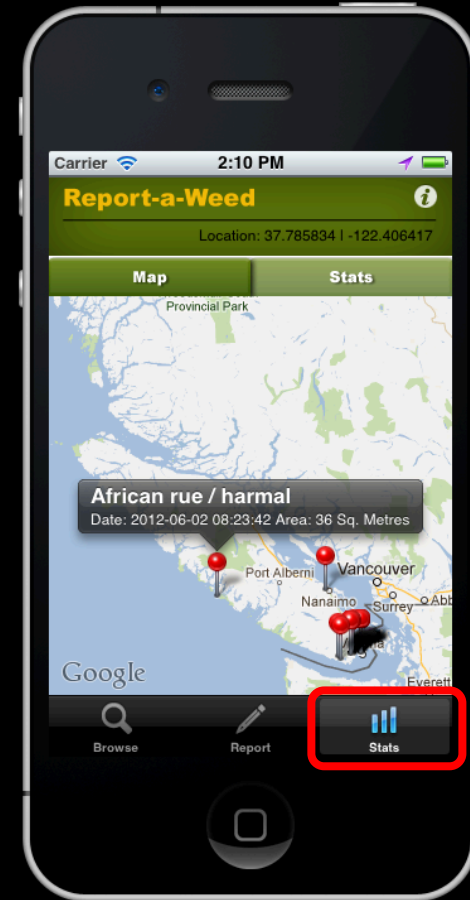 Carrier 2:10 PM
Report-a-Weed
Location: 37.785834 | -122.406417
Map Stats
Provincial Park
African rue / harmal
Date: 2012-06-02 08:23:42 Area: 36 Sq. Metres
Port Alberni
Vancouver
Nanaimo
Surrey
Abb
Google
Everett
Browse Report Stats